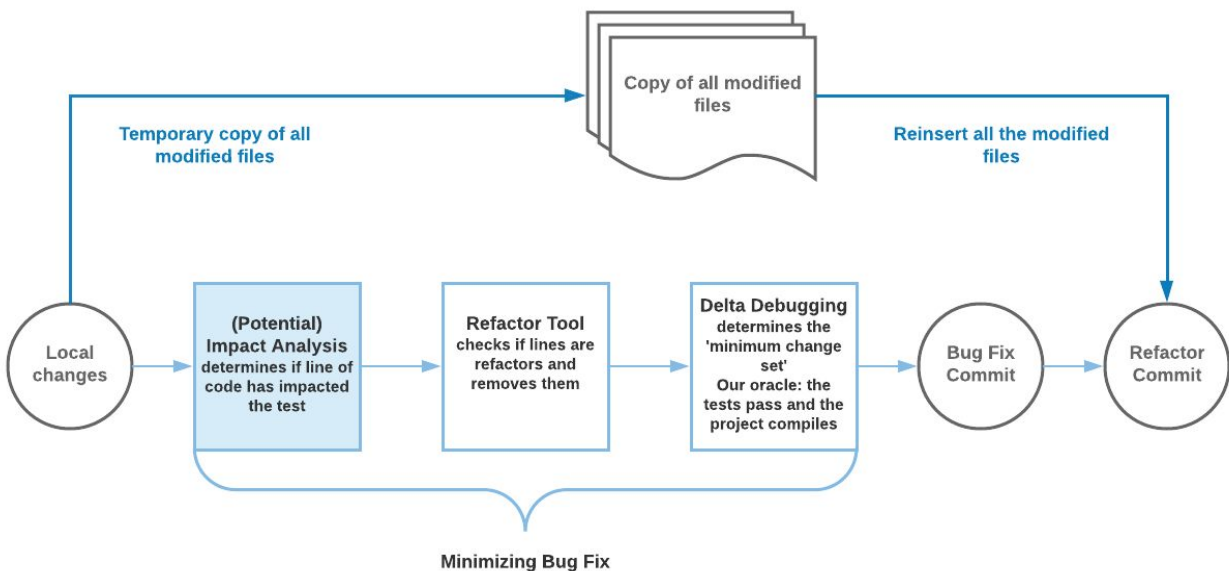 Copy of all modified
files
Temporary copy of all
modified files
Reinsert all the modified
files
Local
changes
(Potential)
Impact Analysis
determines if line of
code has impacted
the test
Refactor Tool
checks if lines are
refactors and
removes them
Delta Debugging
determines the
'minimum change
set'
Our oracle: the
tests pass and the
project compiles
Bug Fix
Commit
Refactor
Commit
Minimizing Bug Fix